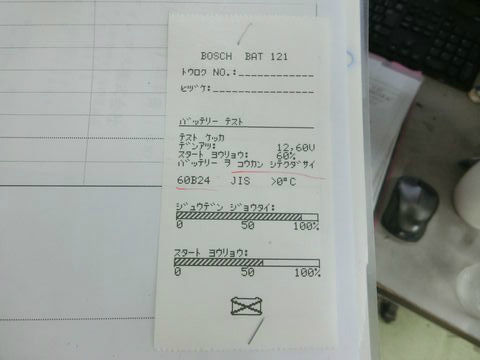 BOSCH BAT 121
トウロク NO.:_____________
ヒヅケ:_____________
バッテリー テスト
テスト ケッカ
デンアツ: 12,60V
スタート ヨウリョウ: 60%
バッテリー ヲ コウカン シテクダサイ
60B24 JIS >0°C
ジュウデン ジョウタイ:
0 50 100%
スタート ヨウリョウ:
0 50 100%